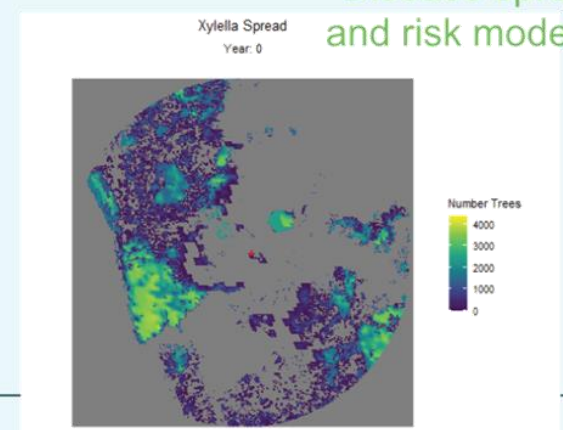 Xylella Spread
and risk mode
Year: 0
Number Trees
4000
3000
2000
1000
0